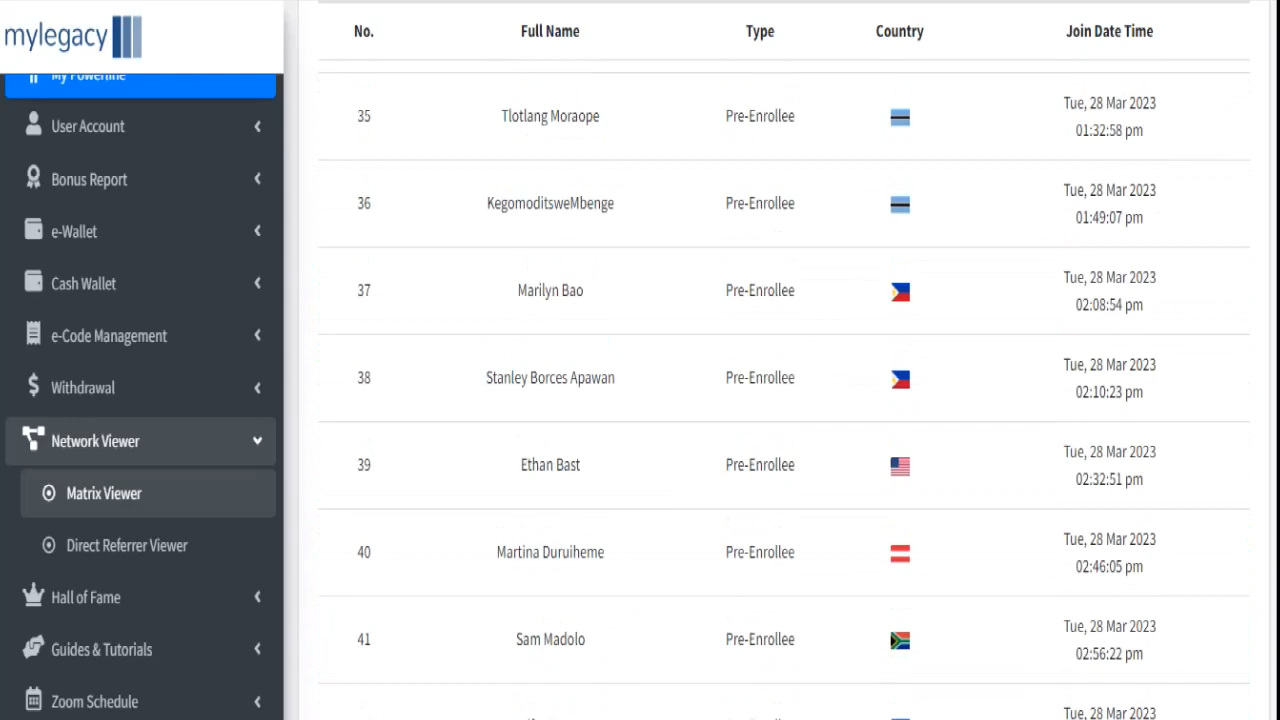 mylegacy
My Powerline
User Account
Bonus Report
e-Wallet
Cash Wallet
e-Code Management
Withdrawal
Network Viewer
Matrix Viewer
Direct Referrer Viewer
Hall of Fame
Guides & Tutorials
Zoom Schedule
No. Full Name Type Country Join Date Time
35 Tlotlang Moraope Pre-Enrollee Tue, 28 Mar 2023
01:32:58 pm
36 KegomoditsweMbenge Pre-Enrollee Tue, 28 Mar 2023
01:49:07 pm
37 Marilyn Bao Pre-Enrollee Tue, 28 Mar 2023
02:08:54 pm
38 Stanley Borces Apawan Pre-Enrollee Tue, 28 Mar 2023
02:10:23 pm
39 Ethan Bast Pre-Enrollee Tue, 28 Mar 2023
02:32:51 pm
40 Martina Duruiheme Pre-Enrollee Tue, 28 Mar 2023
02:46:05 pm
41 Sam Madolo Pre-Enrollee Tue, 28 Mar 2023
02:56:22 pm
Tue, 28 Mar 2023